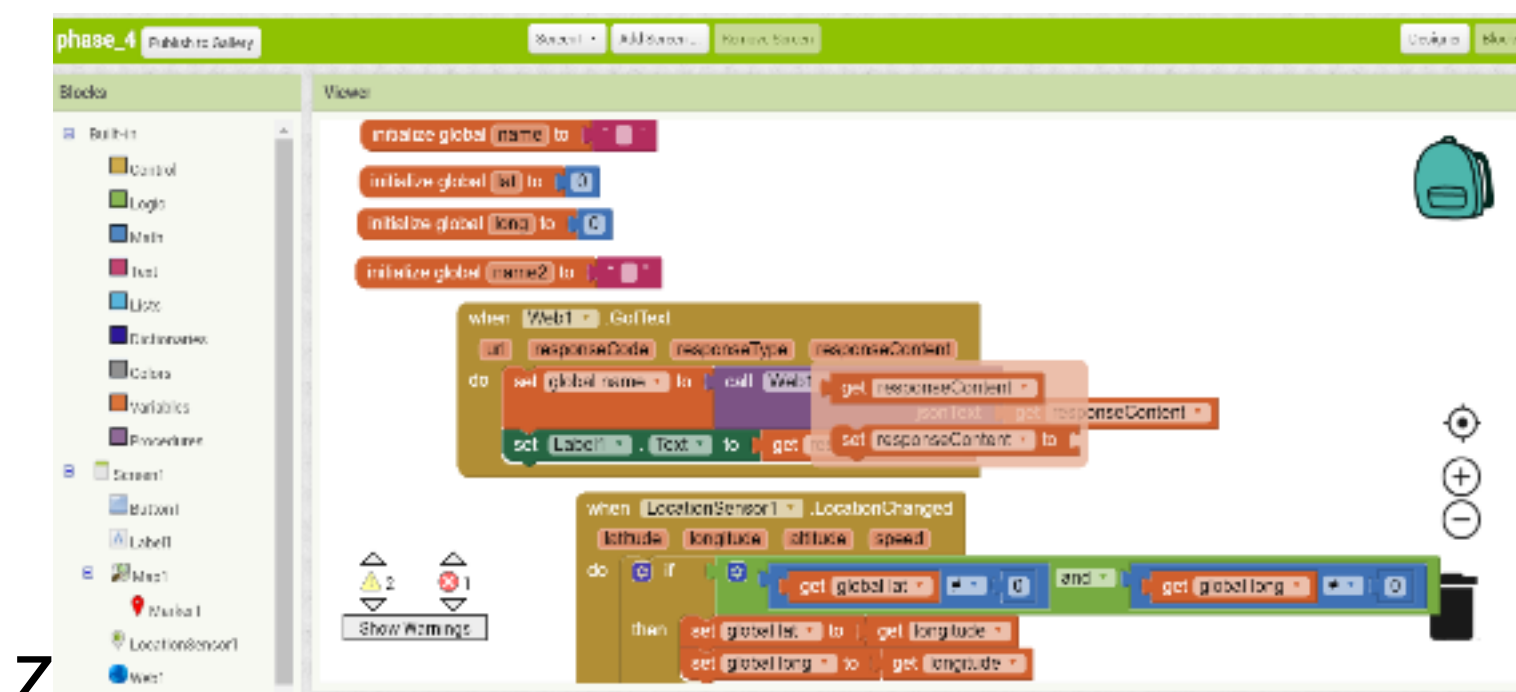 phase_4 Publish to Gallery Screen1 Add Screen ... Remove Screen Designer
Blocks Viewer
Built-in
Control
Logic
Math
Text
Lists
Dictionaries
Colors
Variables
Procedures
Screen1
Button1
Label1
Map1
Marker1
LocationSensor1
Web1
initialize global name to " "
initialize global lat to 0
initialize global long to 0
initialize global name2 to " "
when Web1 .GotText
url responseCode responseType responseContent
do set global name to call Web1
get responseContent
jsonText get responseContent
set Label1 . Text to get
set responseContent to
when LocationSensor1 .LocationChanged
latitude longitude altitude speed
do if get global lat ≠ 0 and get global long ≠ 0
then set global lat to get longitude
set global long to get longitude
2 1
Show Warnings
7